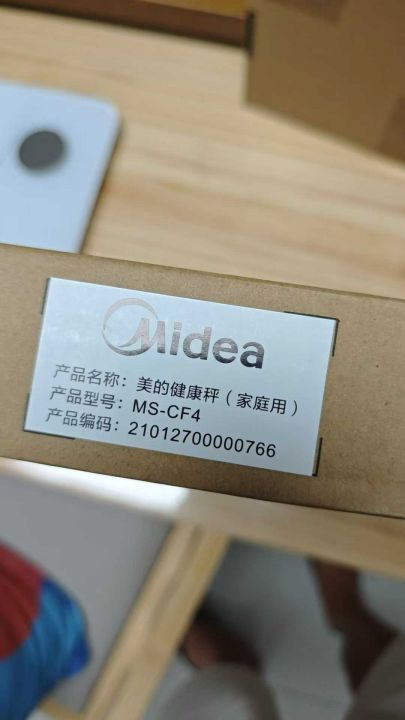 Midea
产品名称：美的健康秤（家庭用）
产品型号：MS-CF4
产品编码：21012700000766